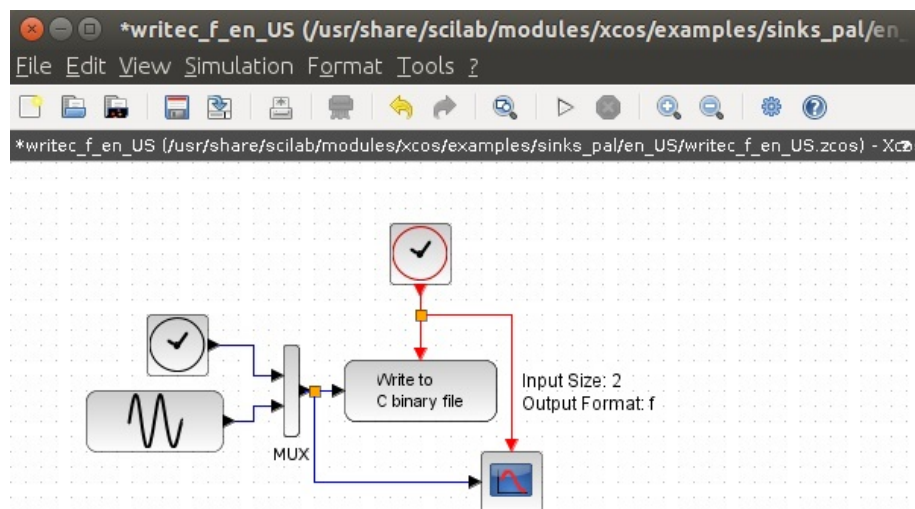 *writec_f_en_US (/usr/share/scilab/modules/xcos/examples/sinks_pal/en_
File Edit View Simulation Format Tools ?
*writec_f_en_US (/usr/share/scilab/modules/xcos/examples/sinks_pal/en_US/writec_f_en_US.zcos) - Xc
Write to
C binary file
Input Size: 2
Output Format: f
MUX